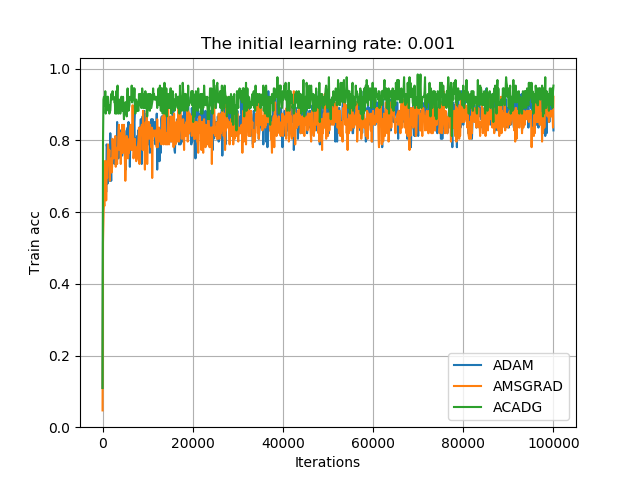 The initial learning rate: 0.001
1.0
0.8
0.6
0.4
0.2
0.0
Train acc
0 20000 40000 60000 80000 100000
Iterations
ADAM
AMSGRAD
ACADG